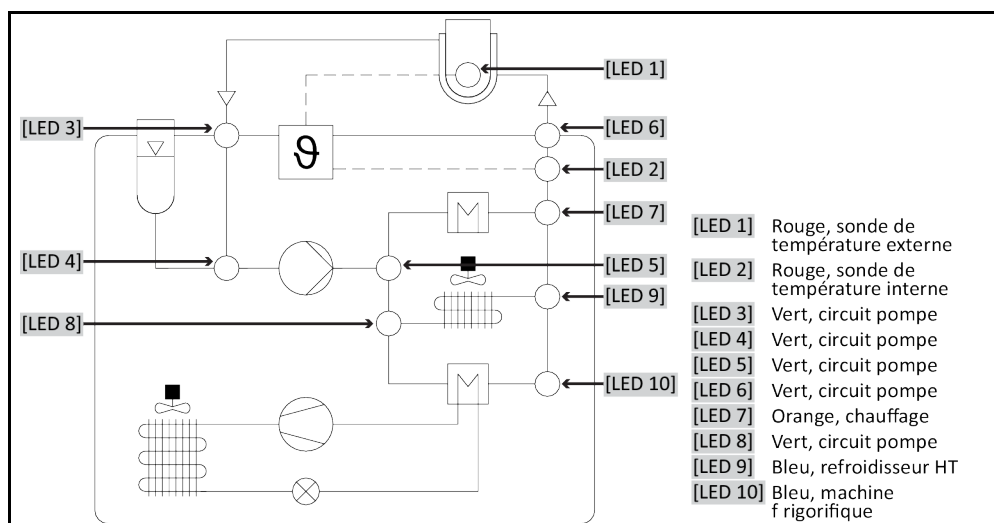 [LED 1]
[LED 3]
[LED 6]
ϑ
[LED 2]
[LED 7]
[LED 4]
[LED 5]
[LED 9]
[LED 8]
[LED 10]
[LED 1] Rouge, sonde de
température externe
[LED 2] Rouge, sonde de
température interne
[LED 3] Vert, circuit pompe
[LED 4] Vert, circuit pompe
[LED 5] Vert, circuit pompe
[LED 6] Vert, circuit pompe
[LED 7] Orange, chauffage
[LED 8] Vert, circuit pompe
[LED 9] Bleu, refroidisseur HT
[LED 10] Bleu, machine
f rigorifique